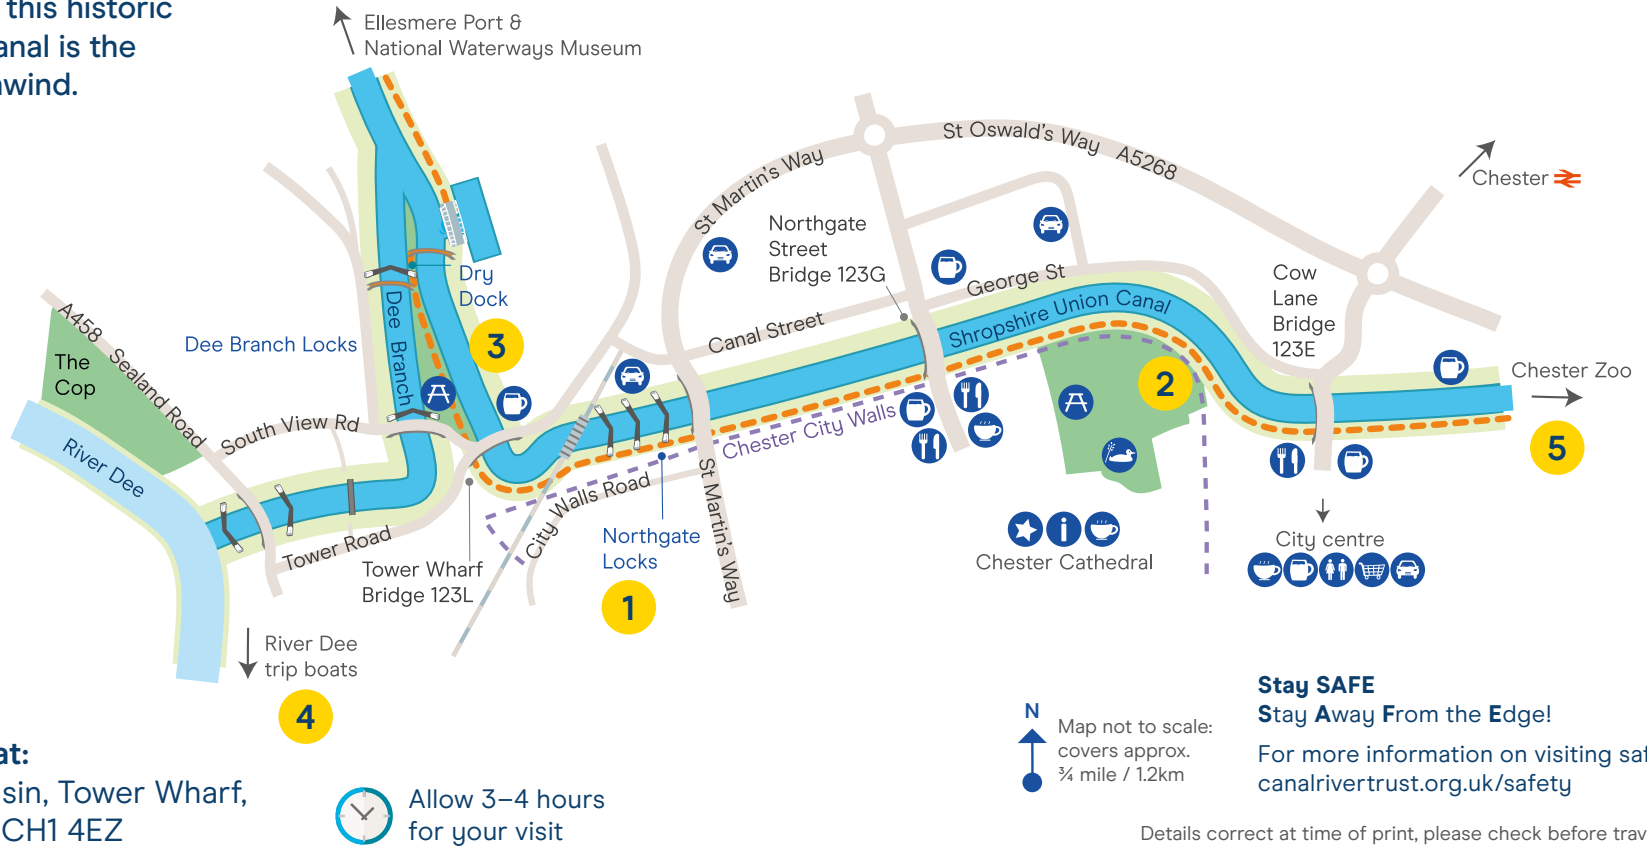 this historic
anal is the
wind.
Ellesmere Port &
National Waterways Museum
St Oswald's Way A5268
St Martin's Way
Chester
Northgate
Street
Bridge 123G
George St
Cow
Lane
Bridge
123E
Dry
Dock
3
Dee Branch
Dee Branch Locks
A458 Sealand Road
The
Cop
South View Rd
River Dee
Canal Street
Shropshire Union Canal
2
Chester Zoo
5
Chester City Walls
City Walls Road
St Martin's Way
Tower Road
Tower Wharf
Bridge 123L
Northgate
Locks
1
i
Chester Cathedral
City centre
River Dee
trip boats
4
at:
sin, Tower Wharf,
CH1 4EZ
Allow 3–4 hours
for your visit
N
Map not to scale:
covers approx.
¾ mile / 1.2km
Stay SAFE
Stay Away From the Edge!
For more information on visiting saf
canalrivertrust.org.uk/safety
Details correct at time of print, please check before trav